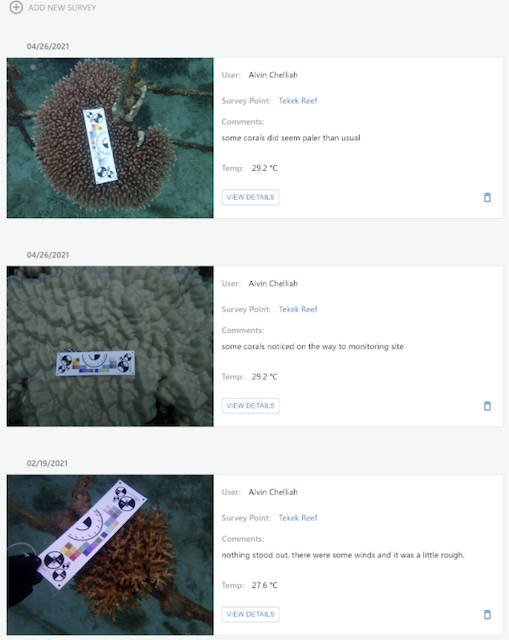 ADD NEW SURVEY
04/26/2021
User: Alvin Chelliah
Survey Point: Tekek Reef
Comments:
some corals did seem paler than usual
Temp: 29.2 °C
VIEW DETAILS
04/26/2021
User: Alvin Chelliah
Survey Point: Tekek Reef
Comments:
some corals noticed on the way to monitoring site
Temp: 29.2 °C
VIEW DETAILS
02/19/2021
User: Alvin Chelliah
Survey Point: Tekek Reef
Comments:
nothing stood out, there were some winds and it was a little rough.
Temp: 27.6 °C
VIEW DETAILS